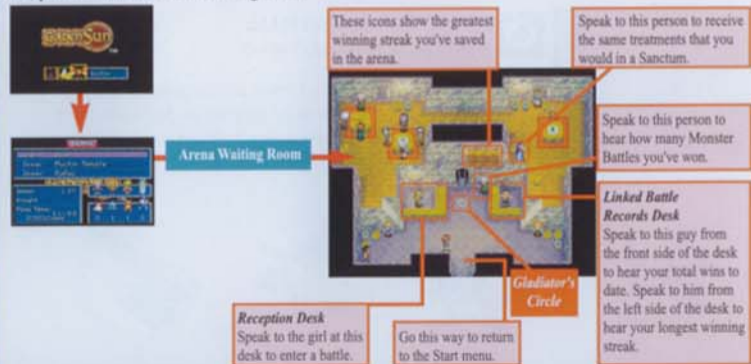 Golden Sun
TM
Battle
Arena Waiting Room
These icons show the greatest
winning streak you've saved
in the arena.
Speak to this person to receive
the same treatments that you
would in a Sanctum.
Speak to this person to
hear how many Monster
Battles you've won.
Linked Battle
Records Desk
Speak to this guy from
the front side of the desk
to hear your total wins to
date. Speak to him from
the left side of the desk to
hear your longest winning
streak.
Gladiator's
Circle
Reception Desk
Speak to the girl at this
desk to enter a battle.
Go this way to return
to the Start menu.